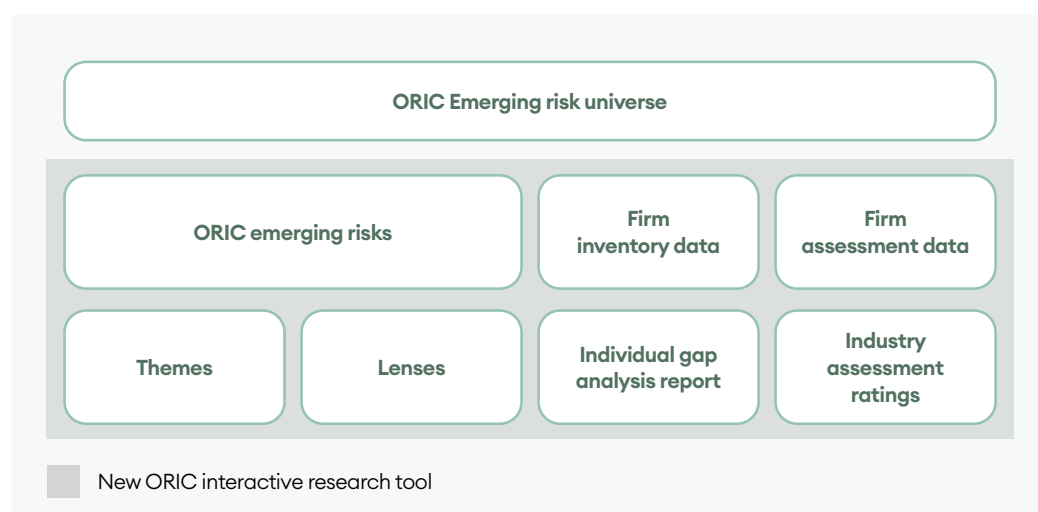 ORIC Emerging risk universe
ORIC emerging risks
Firm
inventory data
Firm
assessment data
Themes
Lenses
Individual gap
analysis report
Industry
assessment
ratings
New ORIC interactive research tool